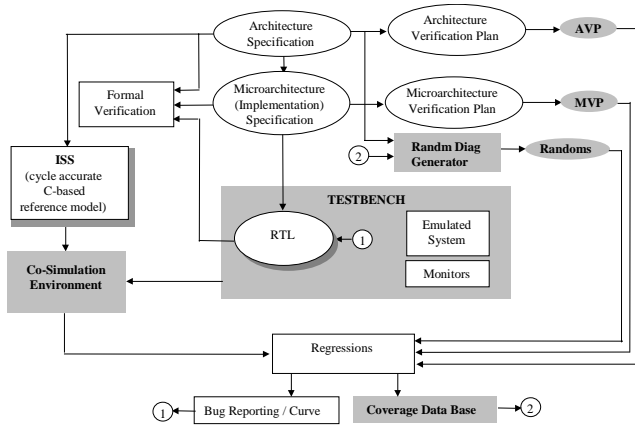 Architecture
Specification
Architecture
Verification Plan
AVP
Formal
Verification
Microarchitecture
(Implementation)
Specification
Microarchitecture
Verification Plan
MVP
2
Randm Diag
Generator
Randoms
ISS
(cycle accurate
C-based
reference model)
TESTBENCH
RTL
1
Emulated
System
Monitors
Co-Simulation
Environment
Regressions
1
Bug Reporting / Curve
Coverage Data Base
2